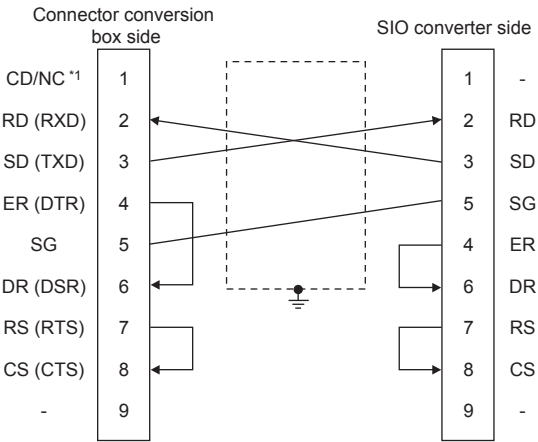 Connector conversion
box side
SIO converter side
CD/NC *1 1 1 -
RD (RXD) 2 2 RD
SD (TXD) 3 3 SD
ER (DTR) 4 5 SG
SG 5 4 ER
DR (DSR) 6 6 DR
RS (RTS) 7 7 RS
CS (CTS) 8 8 CS
- 9 9 -